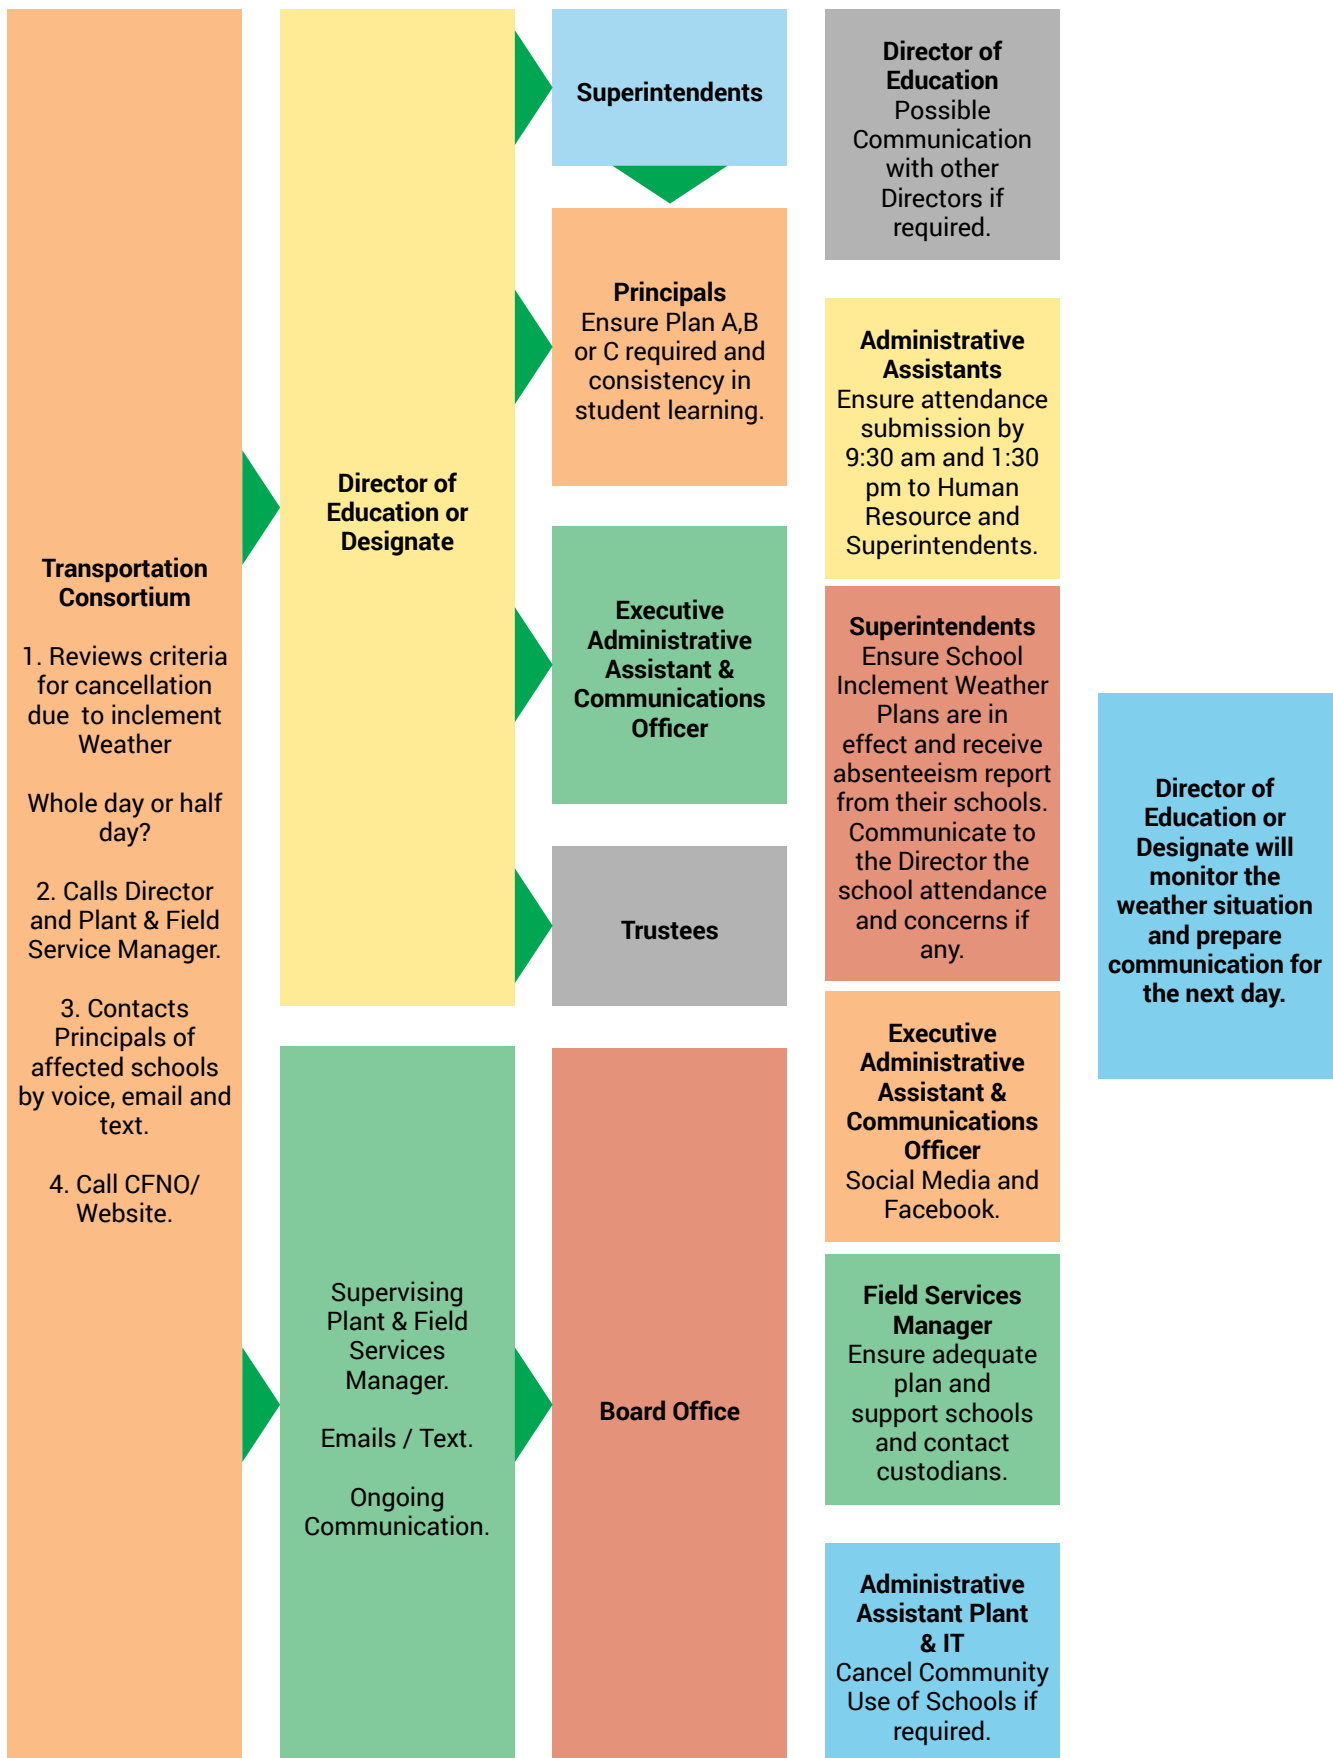 Transportation
Consortium
1. Reviews criteria
for cancellation
due  to inclement
Weather
Whole day or half
day?
2. Calls Director
and Plant & Field
Service Manager.
3. Contacts
Principals of
affected schools
by voice, email and
text.
4. Call CFNO/
Website.
Director of
Education or
Designate
Supervising
Plant & Field
Services
Manager.
Emails / Text.
Ongoing
Communication.
Superintendents
Principals
Ensure Plan A,B
or C required and
consistency in
student learning.
Executive
Administrative
Assistant &
Communications
Officer
Trustees
Board Office
Director of
Education
Possible
Communication
with other
Directors if
required.
Administrative
Assistants
Ensure attendance
submission by
9:30 am and 1:30
pm to Human
Resource and
Superintendents.
Superintendents
Ensure School
Inclement Weather
Plans are in
effect and receive
absenteeism report
from their schools.
Communicate to
the Director the
school attendance
and concerns if
any.
Executive
Administrative
Assistant &
Communications
Officer
Social Media and
Facebook.
Field Services
Manager
Ensure adequate
plan and
support schools
and contact
custodians.
Administrative
Assistant Plant
& IT
Cancel Community
Use of Schools if
required.
Director of
Education or
Designate will
monitor the
weather situation
and prepare
communication for
the next day.